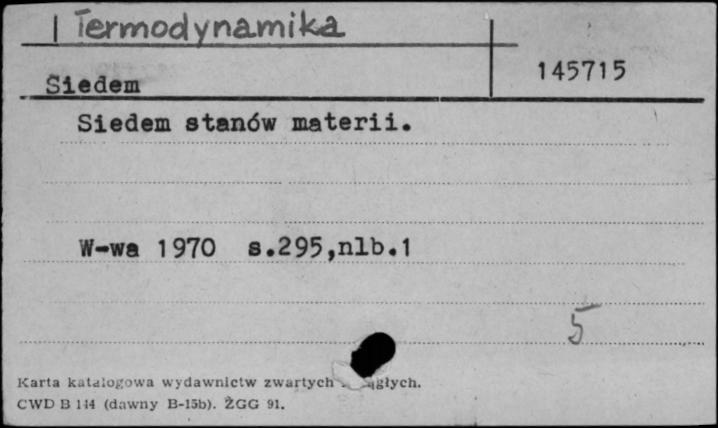 Termodynamika
145715
Siedem
Siedem stanów materii.
W-wa 1970 s.295,nlb.1
5
Karta katalogowa wydawnictw zwartych
CWD B 144 (dawny B-15b). ŻGG 91.